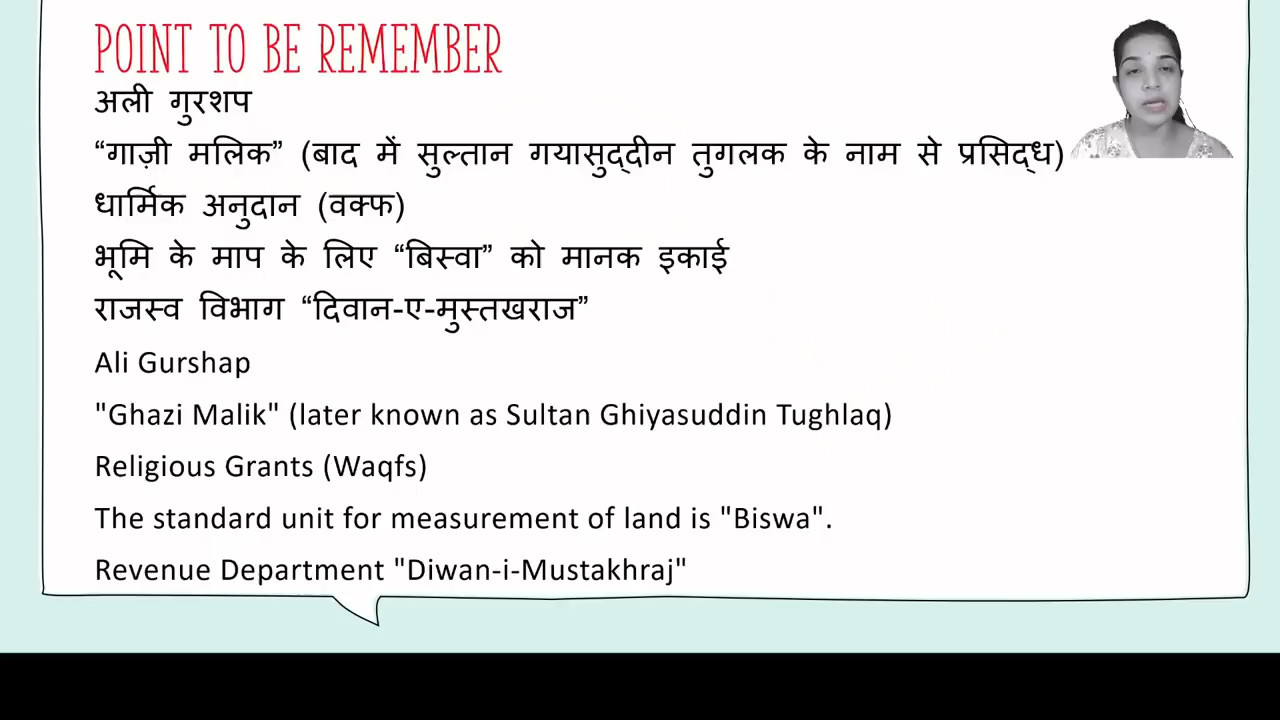 POINT TO BE REMEMBER
अली गुरशप
“गाज़ी मलिक” (बाद में सुल्तान गयासुद्दीन तुगलक के नाम से प्रसिद्ध)
धार्मिक अनुदान (वक्फ)
भूमि के माप के लिए “बिस्वा” को मानक इकाई
राजस्व विभाग “दिवान-ए-मुस्तखराज”
Ali Gurshap
"Ghazi Malik" (later known as Sultan Ghiyasuddin Tughlaq)
Religious Grants (Waqfs)
The standard unit for measurement of land is "Biswa".
Revenue Department "Diwan-i-Mustakhraj"